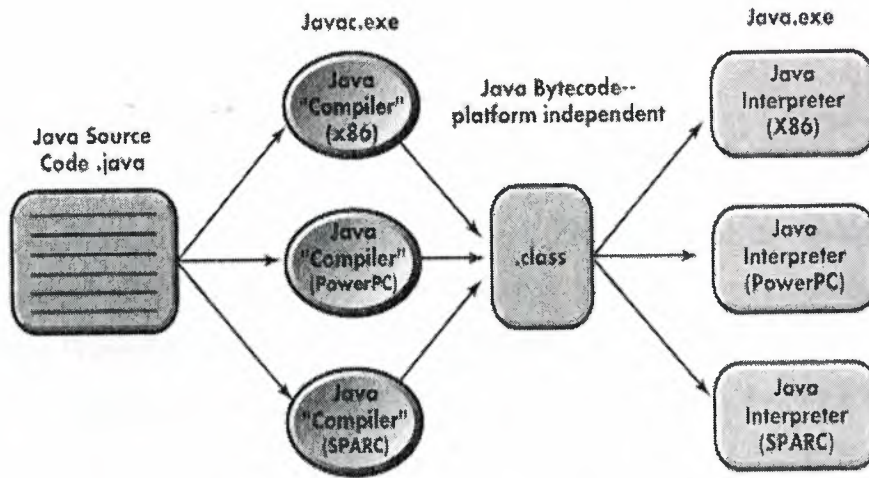 Javac.exe
Java.exe
Java Source
Code .java
Java
"Compiler"
(x86)
Java
"Compiler"
(PowerPC)
Java
"Compiler"
(SPARC)
Java Bytecode--
platform independent
.class
Java
Interpreter
(X86)
Java
Interpreter
(PowerPC)
Java
Interpreter
(SPARC)